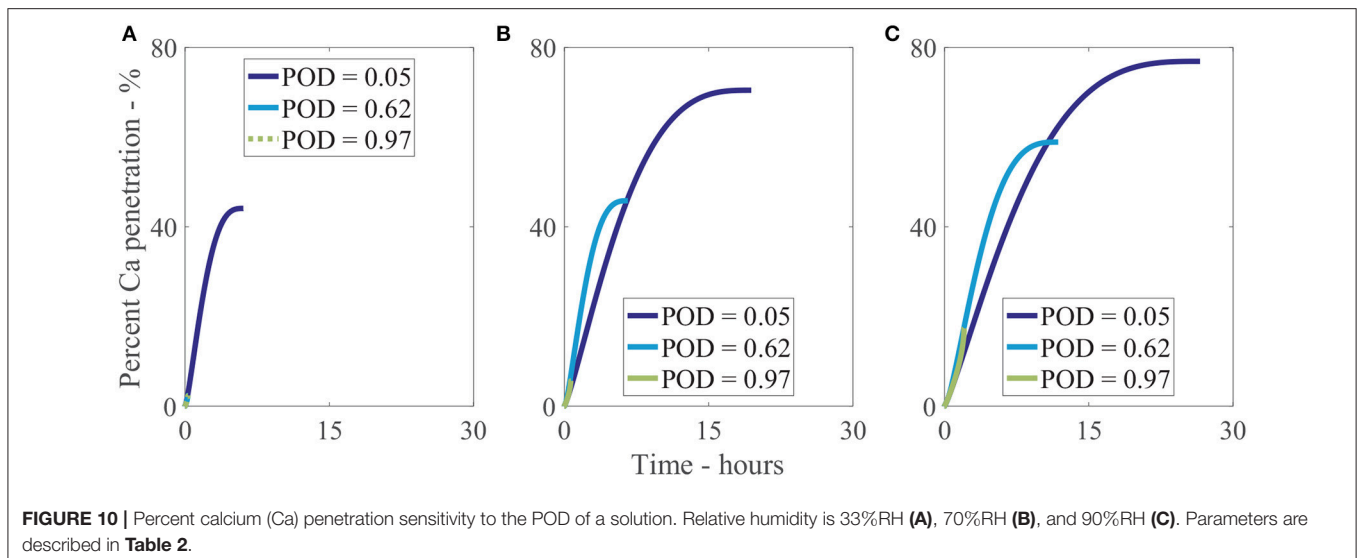 A
B
C
80
40
0
0
15
30
Percent Ca penetration - %
POD = 0.05
POD = 0.62
POD = 0.97
80
40
0
0
15
30
POD = 0.05
POD = 0.62
POD = 0.97
80
40
0
0
15
30
POD = 0.05
POD = 0.62
POD = 0.97
Time - hours
FIGURE 10 | Percent calcium (Ca) penetration sensitivity to the POD of a solution. Relative humidity is 33%RH (A), 70%RH (B), and 90%RH (C). Parameters are
described in Table 2.